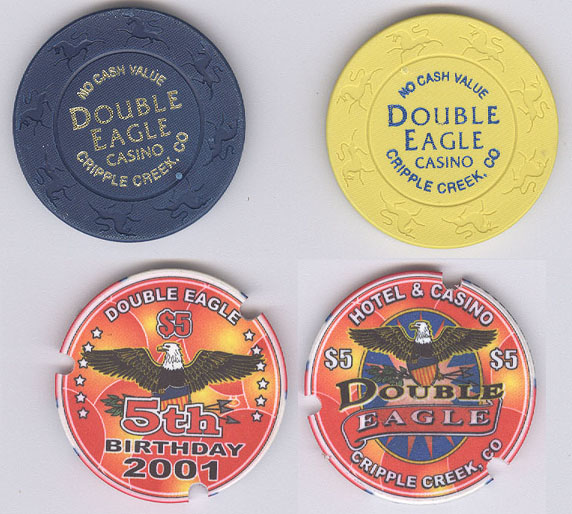 NO CASH VALUE
DOUBLE
EAGLE
CASINO
CRIPPLE CREEK, CO
NO CASH VALUE
DOUBLE
EAGLE
CASINO
CRIPPLE CREEK, CO
DOUBLE EAGLE
$5
5th
BIRTHDAY
2001
HOTEL & CASINO
$5 $5
DOUBLE
EAGLE
CRIPPLE CREEK, CO